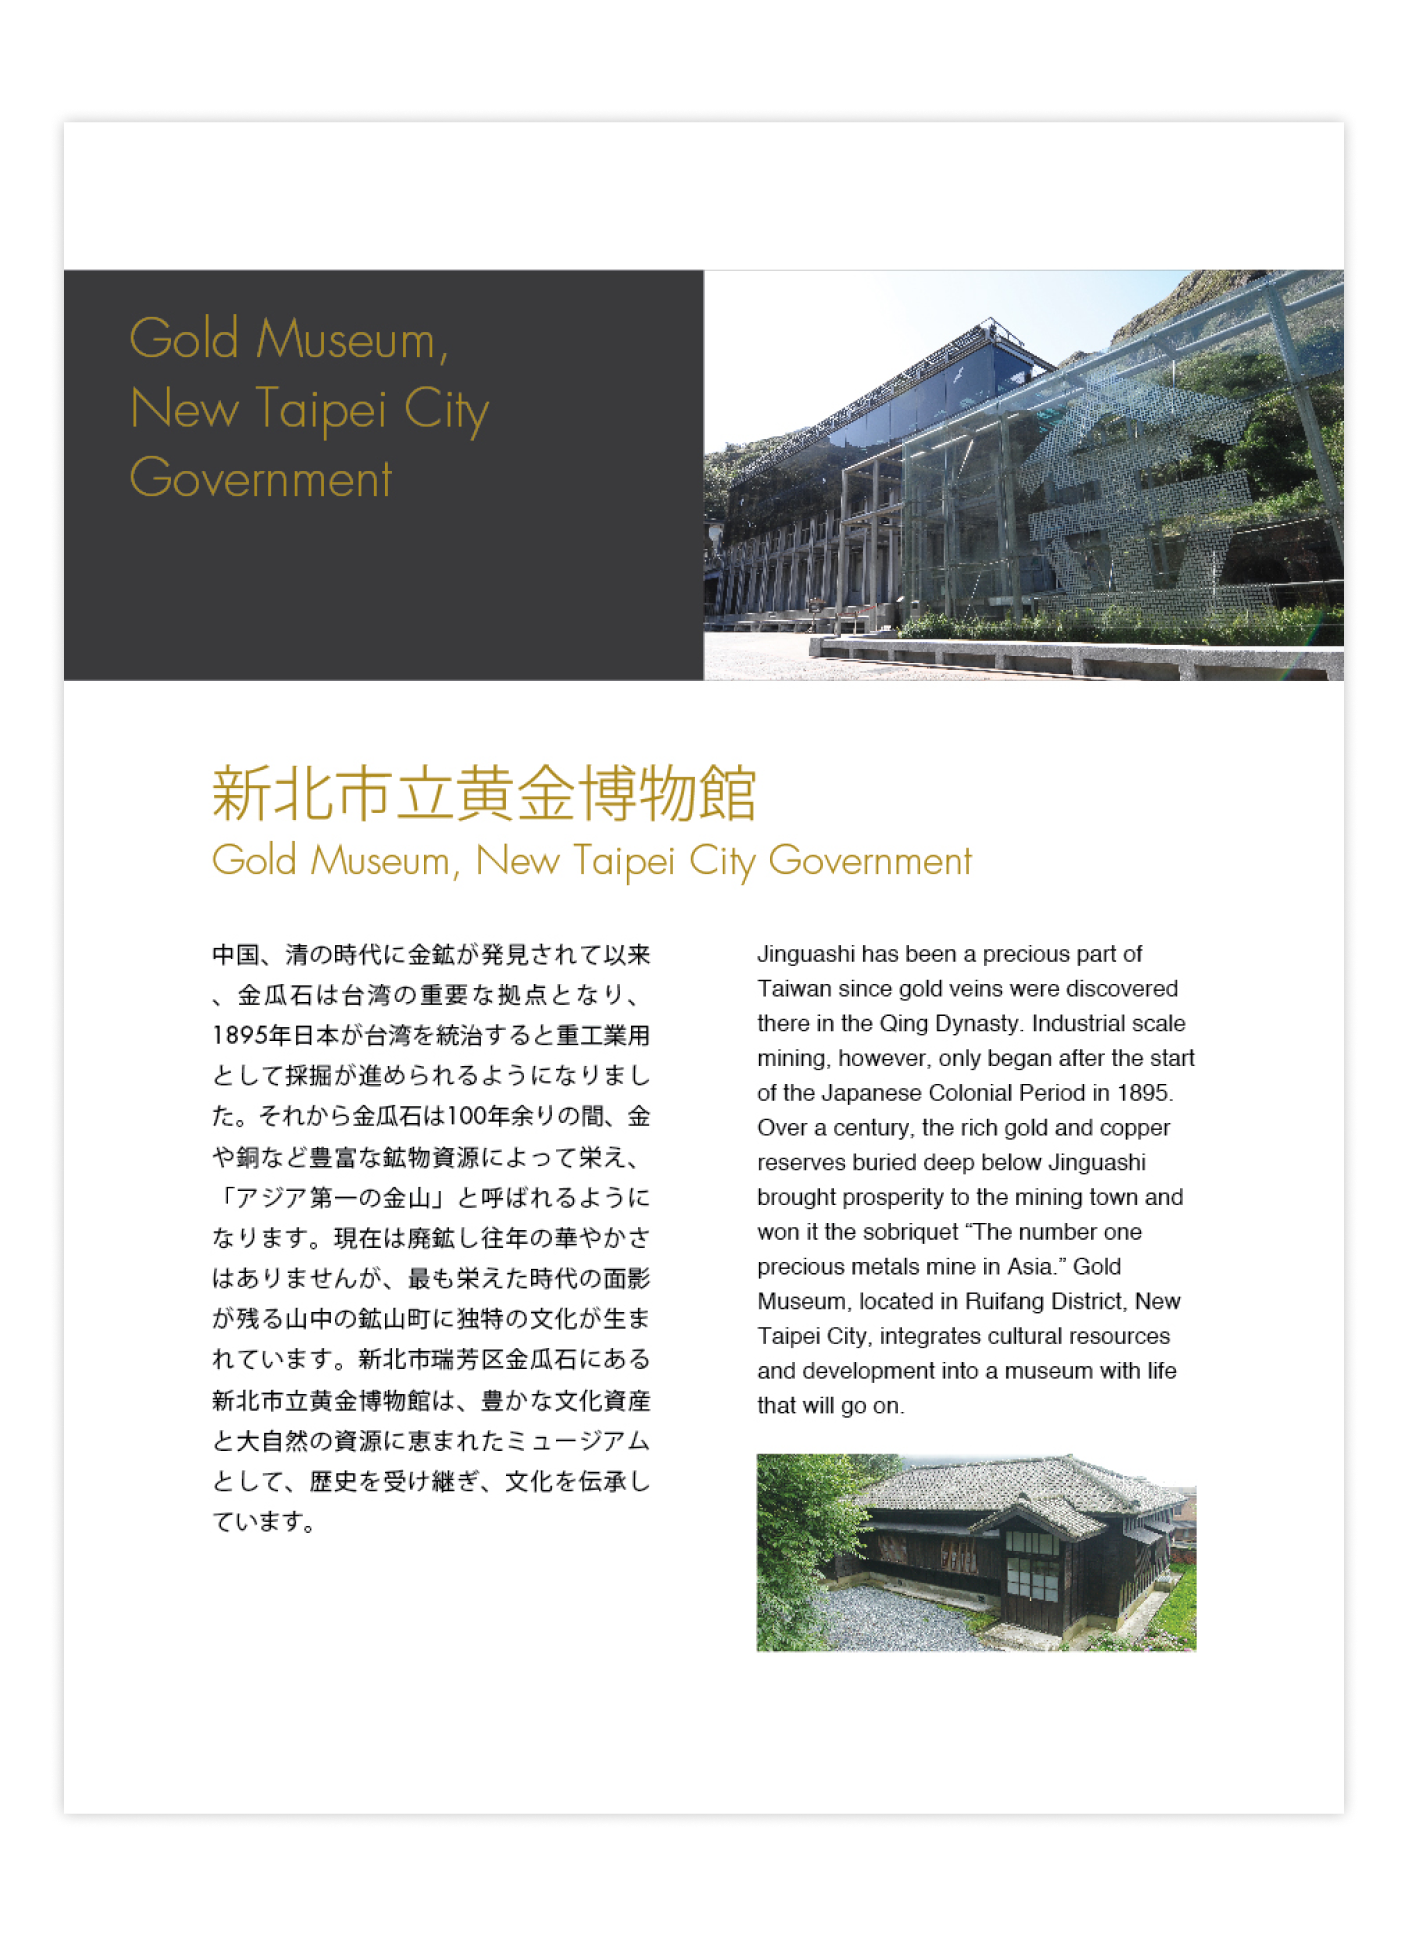 Gold Museum,
New Taipei City
Government
金
新北市立黄金博物館
Gold Museum, New Taipei City Government
中国、清の時代に金鉱が発見されて以来
、金瓜石は台湾の重要な拠点となり、
1895年日本が台湾を統治すると重工業用
として採掘が進められるようになりまし
た。それから金瓜石は100年余りの間、金
や銅など豊富な鉱物資源によって栄え、
「アジア第一の金山」と呼ばれるように
なります。現在は廃鉱し往年の華やかさ
はありませんが、最も栄えた時代の面影
が残る山中の鉱山町に独特の文化が生ま
れています。新北市瑞芳区金瓜石にある
新北市立黄金博物館は、豊かな文化資産
と大自然の資源に恵まれたミュージアム
として、歴史を受け継ぎ、文化を伝承し
ています。
Jinguashi has been a precious part of
Taiwan since gold veins were discovered
there in the Qing Dynasty. Industrial scale
mining, however, only began after the start
of the Japanese Colonial Period in 1895.
Over a century, the rich gold and copper
reserves buried deep below Jinguashi
brought prosperity to the mining town and
won it the sobriquet “The number one
precious metals mine in Asia.” Gold
Museum, located in Ruifang District, New
Taipei City, integrates cultural resources
and development into a museum with life
that will go on.